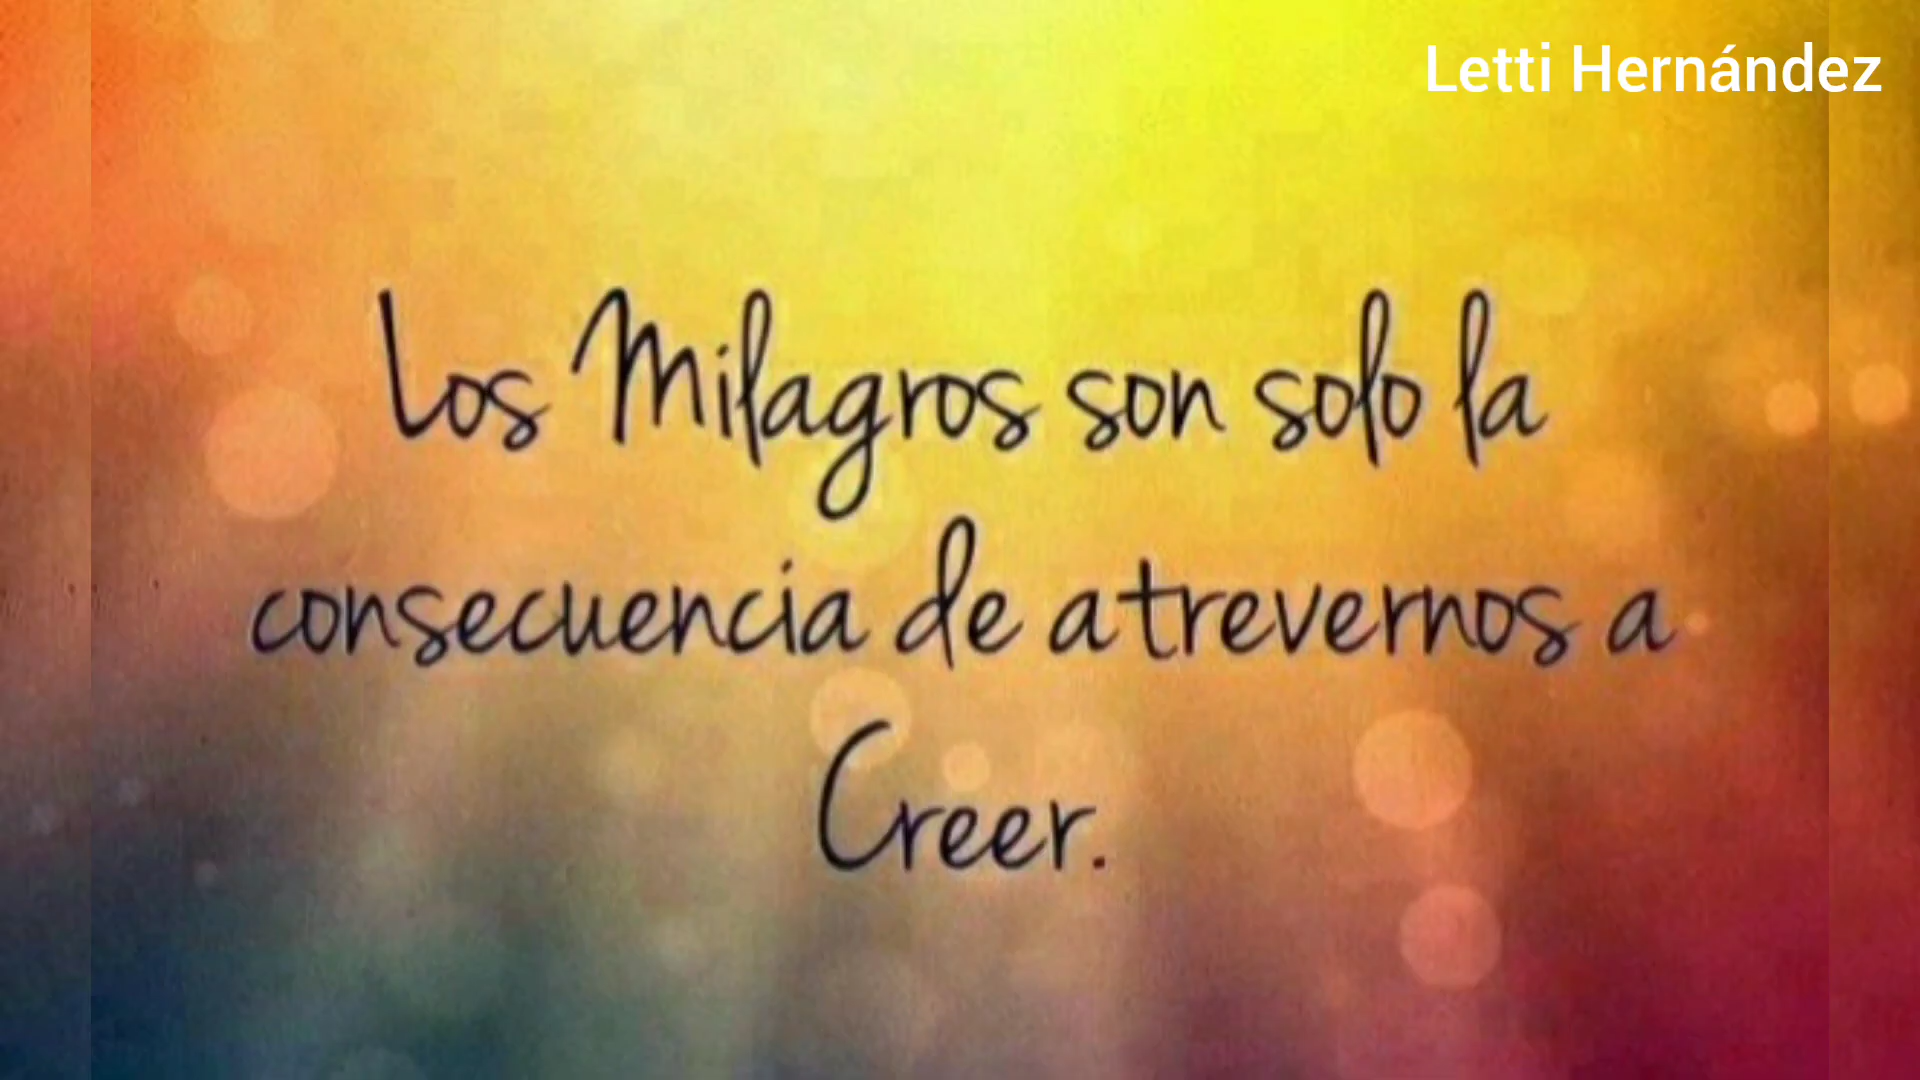 Letti Hernández
Los Milagros son solo la
consecuencia de atrevernos a
Creer.